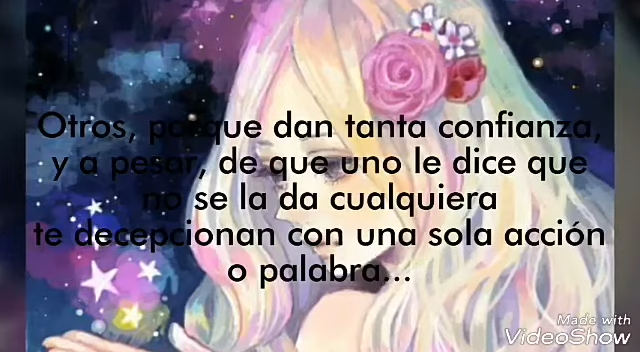 Otros, porque dan tanta confianza,
y a pesar, de que uno le dice que
no se la da cualquiera
te decepcionan con una sola acción
o palabra...
Made with
VideoShow